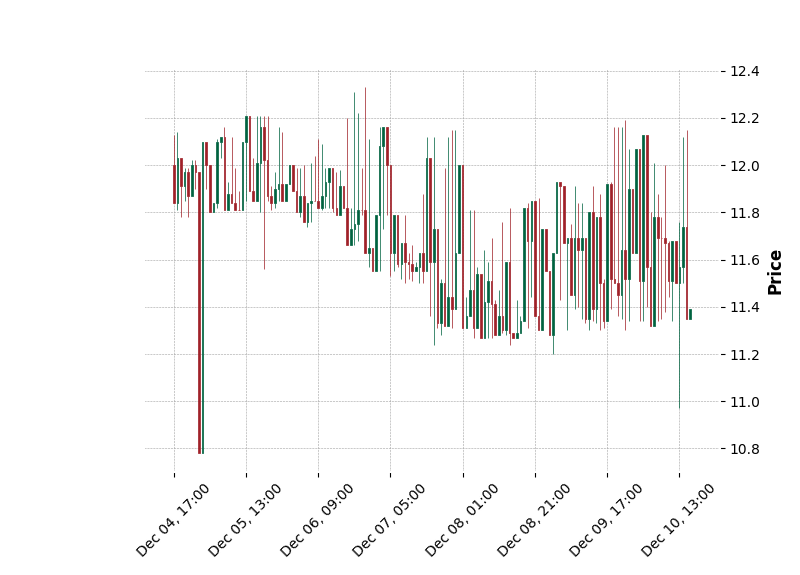 12.4
12.2
12.0
11.8
11.6
11.4
11.2
11.0
10.8
Price
Dec 04, 17:00
Dec 05, 13:00
Dec 06, 09:00
Dec 07, 05:00
Dec 08, 01:00
Dec 08, 21:00
Dec 09, 17:00
Dec 10, 13:00